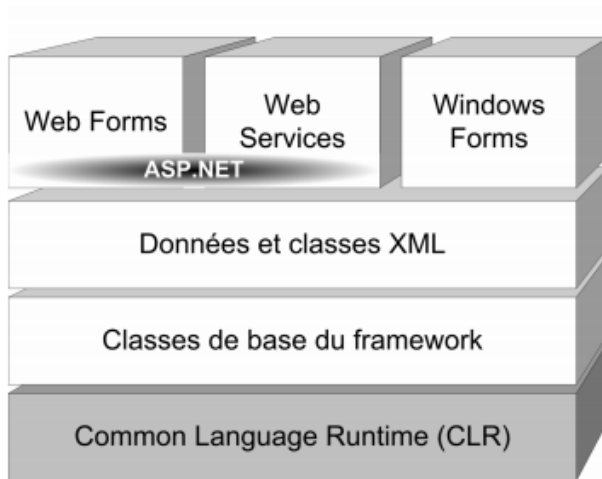 Web Forms
Web
Services
Windows
Forms
ASP.NET
Données et classes XML
Classes de base du framework
Common Language Runtime (CLR)